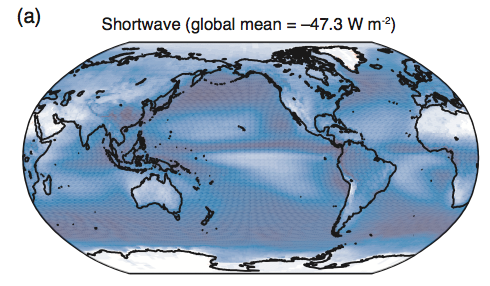 (a)
Shortwave (global mean = –47.3 W m⁻²)